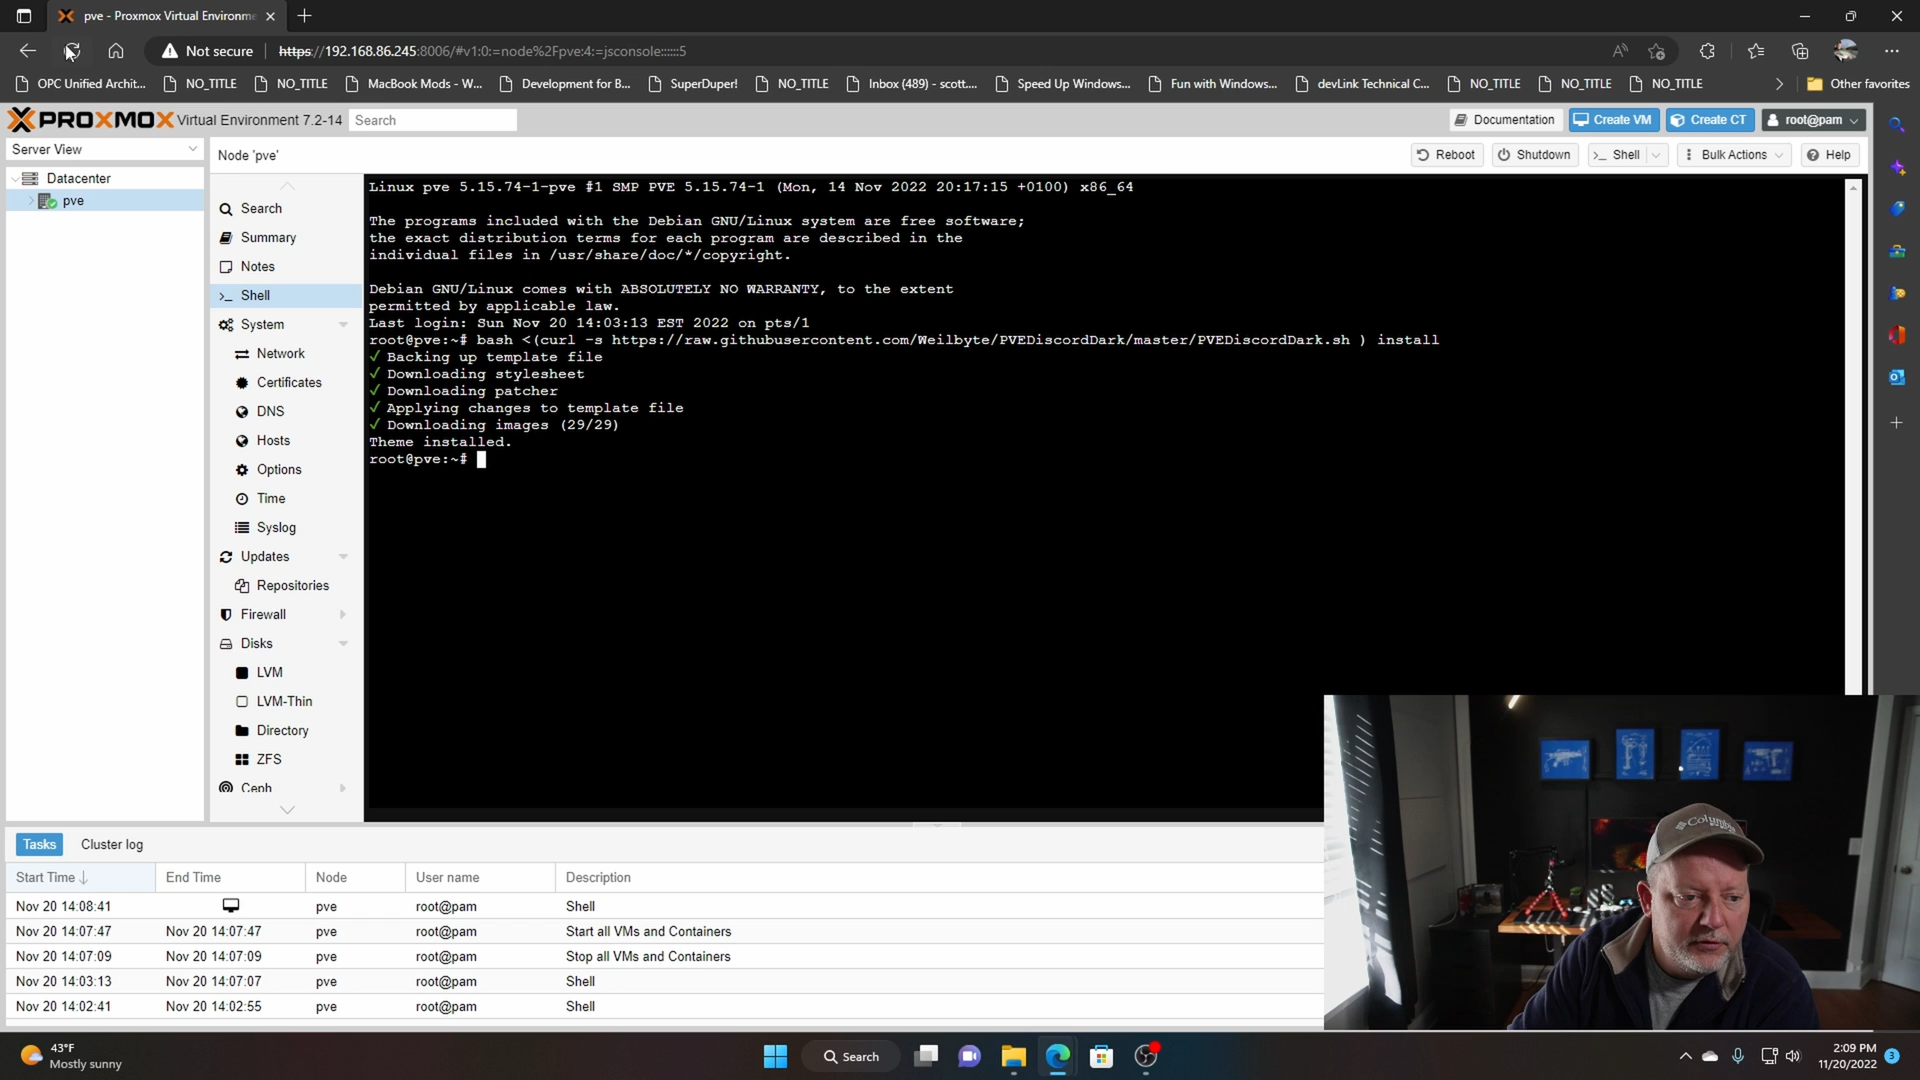 pve - Proxmox Virtual Environme
Not secure
https://192.168.86.245:8006/#v1:0:=node%2Fpve:4:=jsconsole::::::5
OPC Unified Archit...
NO_TITLE
NO_TITLE
MacBook Mods - W...
Development for B...
SuperDuper!
NO_TITLE
Inbox (489) - scott....
Speed Up Windows...
Fun with Windows...
devLink Technical C...
NO_TITLE
NO_TITLE
NO_TITLE
Other favorites
PROXMOX Virtual Environment 7.2-14
Search
Documentation
Create VM
Create CT
root@pam
Server View
Node 'pve'
Reboot
Shutdown
>_ Shell
Bulk Actions
Help
Datacenter
pve
Search
Summary
Notes
>_ Shell
System
Network
Certificates
DNS
Hosts
Options
Time
Syslog
Updates
Repositories
Firewall
Disks
LVM
LVM-Thin
Directory
ZFS
Ceph
Linux pve 5.15.74-1-pve #1 SMP PVE 5.15.74-1 (Mon, 14 Nov 2022 20:17:15 +0100) x86_64
The programs included with the Debian GNU/Linux system are free software;
the exact distribution terms for each program are described in the
individual files in /usr/share/doc/*/copyright.
Debian GNU/Linux comes with ABSOLUTELY NO WARRANTY, to the extent
permitted by applicable law.
Last login: Sun Nov 20 14:03:13 EST 2022 on pts/1
root@pve:~# bash <(curl -s https://raw.githubusercontent.com/Weilbyte/PVEDiscordDark/master/PVEDiscordDark.sh ) install
✓ Backing up template file
✓ Downloading stylesheet
✓ Downloading patcher
✓ Applying changes to template file
✓ Downloading images (29/29)
Theme installed.
root@pve:~#
Tasks
Cluster log
Start Time
End Time
Node
User name
Description
Nov 20 14:08:41 pve root@pam Shell
Nov 20 14:07:47 Nov 20 14:07:47 pve root@pam Start all VMs and Containers
Nov 20 14:07:09 Nov 20 14:07:09 pve root@pam Stop all VMs and Containers
Nov 20 14:03:13 Nov 20 14:07:07 pve root@pam Shell
Nov 20 14:02:41 Nov 20 14:02:55 pve root@pam Shell
Columbia
43°F
Mostly sunny
Search
2:09 PM
11/20/2022
3